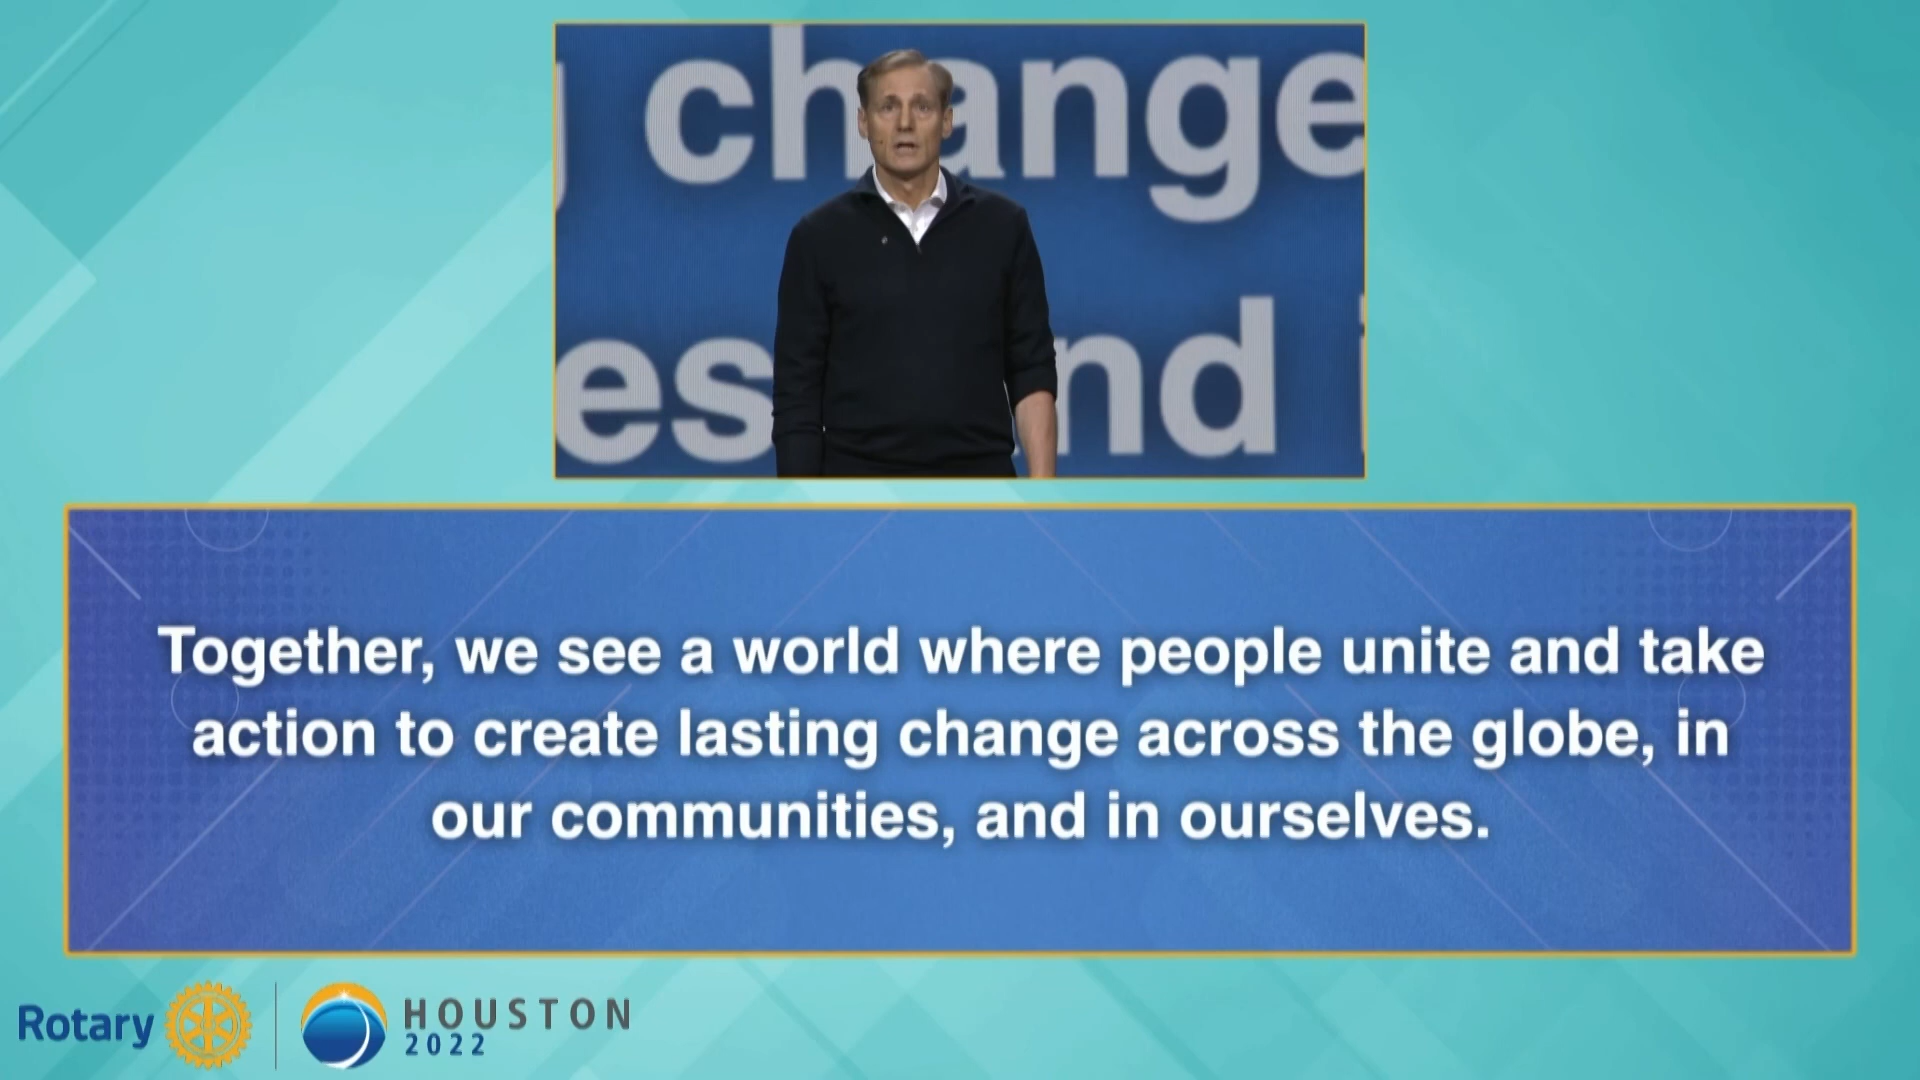 change
es nd
Together, we see a world where people unite and take
action to create lasting change across the globe, in
our communities, and in ourselves.
Rotary
HOUSTON
2022